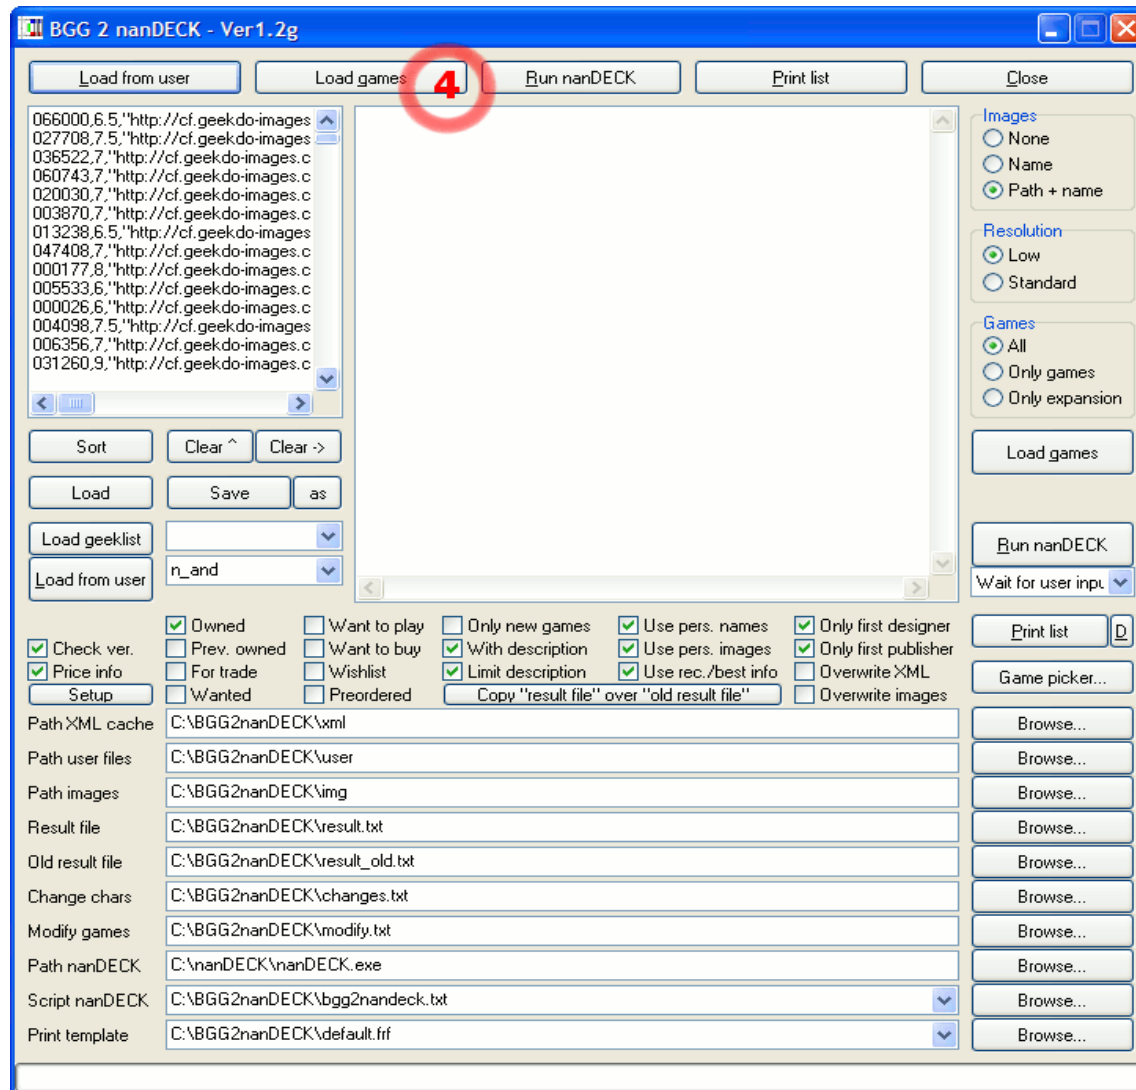 BGG 2 nanDECK - Ver1.2g
Load from user
Load games
4
Run nanDECK
Print list
Close
066000,6.5,"http://cf.geekdo-images
027708,7.5,"http://cf.geekdo-images
036522,7,"http://cf.geekdo-images.c
060743,7,"http://cf.geekdo-images.c
020030,7,"http://cf.geekdo-images.c
003870,7,"http://cf.geekdo-images.c
013238,6.5,"http://cf.geekdo-images
047408,7,"http://cf.geekdo-images.c
000177,8,"http://cf.geekdo-images.c
005533,6,"http://cf.geekdo-images.c
000026,6,"http://cf.geekdo-images.c
004098,7.5,"http://cf.geekdo-images
006356,7,"http://cf.geekdo-images.c
031260,9,"http://cf.geekdo-images.c
Images
None
Name
Path + name
Resolution
Low
Standard
Games
All
Only games
Only expansion
Sort
Clear ^
Clear ->
Load games
Load
Save
as
Load geeklist
Load from user
n_and
Run nanDECK
Wait for user inpu
Owned
Want to play
Only new games
Use pers. names
Only first designer
Print list
D
Check ver.
Prev. owned
Want to buy
With description
Use pers. images
Only first publisher
Price info
For trade
Wishlist
Limit description
Use rec./best info
Overwrite XML
Game picker...
Setup
Wanted
Preordered
Copy "result file" over "old result file"
Overwrite images
Path XML cache
C:\BGG2nanDECK\xml
Browse...
Path user files
C:\BGG2nanDECK\user
Browse...
Path images
C:\BGG2nanDECK\img
Browse...
Result file
C:\BGG2nanDECK\result.txt
Browse...
Old result file
C:\BGG2nanDECK\result_old.txt
Browse...
Change chars
C:\BGG2nanDECK\changes.txt
Browse...
Modify games
C:\BGG2nanDECK\modify.txt
Browse...
Path nanDECK
C:\nanDECK\nanDECK.exe
Browse...
Script nanDECK
C:\BGG2nanDECK\bgg2nandeck.txt
Browse...
Print template
C:\BGG2nanDECK\default.frf
Browse...